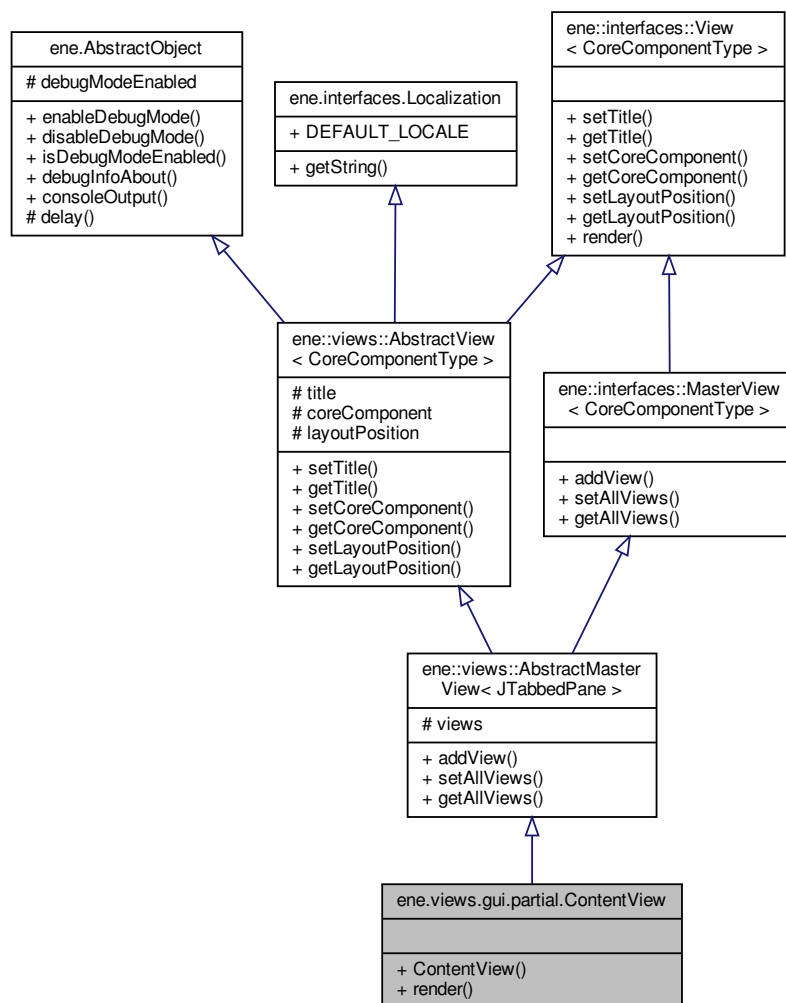 ene.AbstractObject
# debugModeEnabled
+ enableDebugMode()
+ disableDebugMode()
+ isDebugModeEnabled()
+ debugInfoAbout()
+ consoleOutput()
# delay()
ene.interfaces.Localization
+ DEFAULT_LOCALE
+ getString()
ene::interfaces::View
< CoreComponentType >
+ setTitle()
+ getTitle()
+ setCoreComponent()
+ getCoreComponent()
+ setLayoutPosition()
+ getLayoutPosition()
+ render()
ene::views::AbstractView
< CoreComponentType >
# title
# coreComponent
# layoutPosition
+ setTitle()
+ getTitle()
+ setCoreComponent()
+ getCoreComponent()
+ setLayoutPosition()
+ getLayoutPosition()
ene::interfaces::MasterView
< CoreComponentType >
+ addView()
+ setAllViews()
+ getAllViews()
ene::views::AbstractMaster
View< JTabbedPane >
# views
+ addView()
+ setAllViews()
+ getAllViews()
ene.views.gui.partial.ContentView
+ ContentView()
+ render()